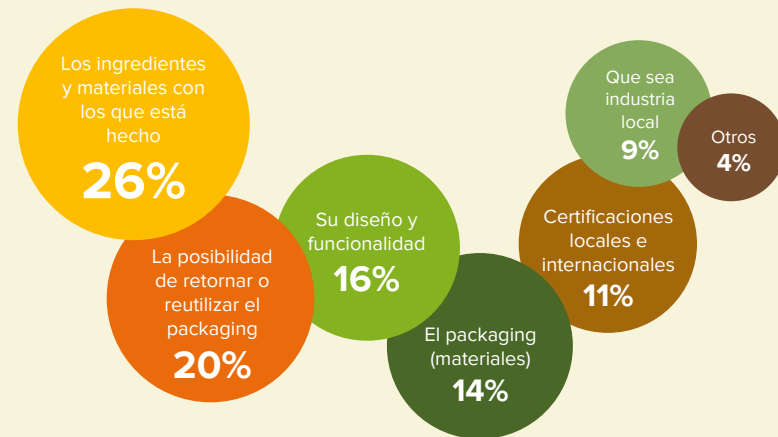 Los ingredientes
y materiales con
los que está
hecho
26%
La posibilidad
de retornar o
reutilizar el
packaging
20%
Su diseño y
funcionalidad
16%
El packaging
(materiales)
14%
Certificaciones
locales e
internacionales
11%
Que sea
industria
local
9%
Otros
4%